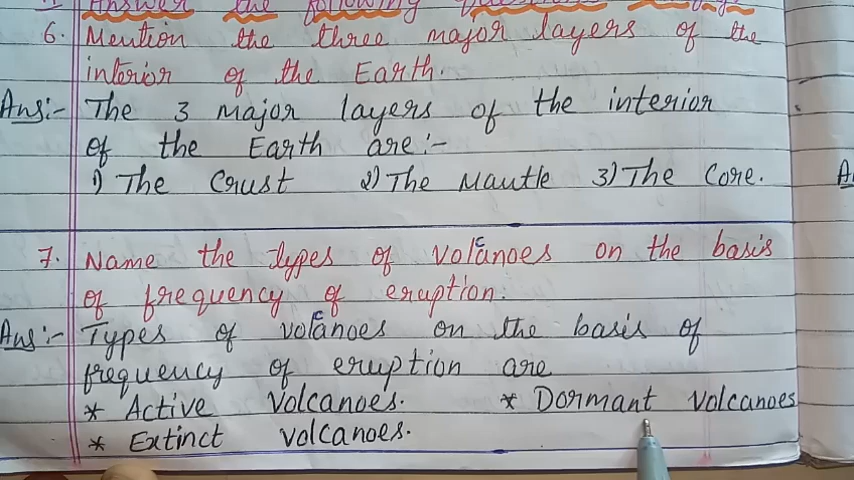 Answer the following
6. Mention the three major layers of the
interior of the Earth.
Ans:- The 3 major layers of the interior
of the Earth are:-
1) The Crust 2) The Mantle 3) The Core.
7. Name the types of volcanoes on the basis
of frequency of eruption.
Ans:- Types of volcanoes on the basis of
frequency of eruption are
* Active Volcanoes. * Dormant Volcanoes
* Extinct volcanoes.